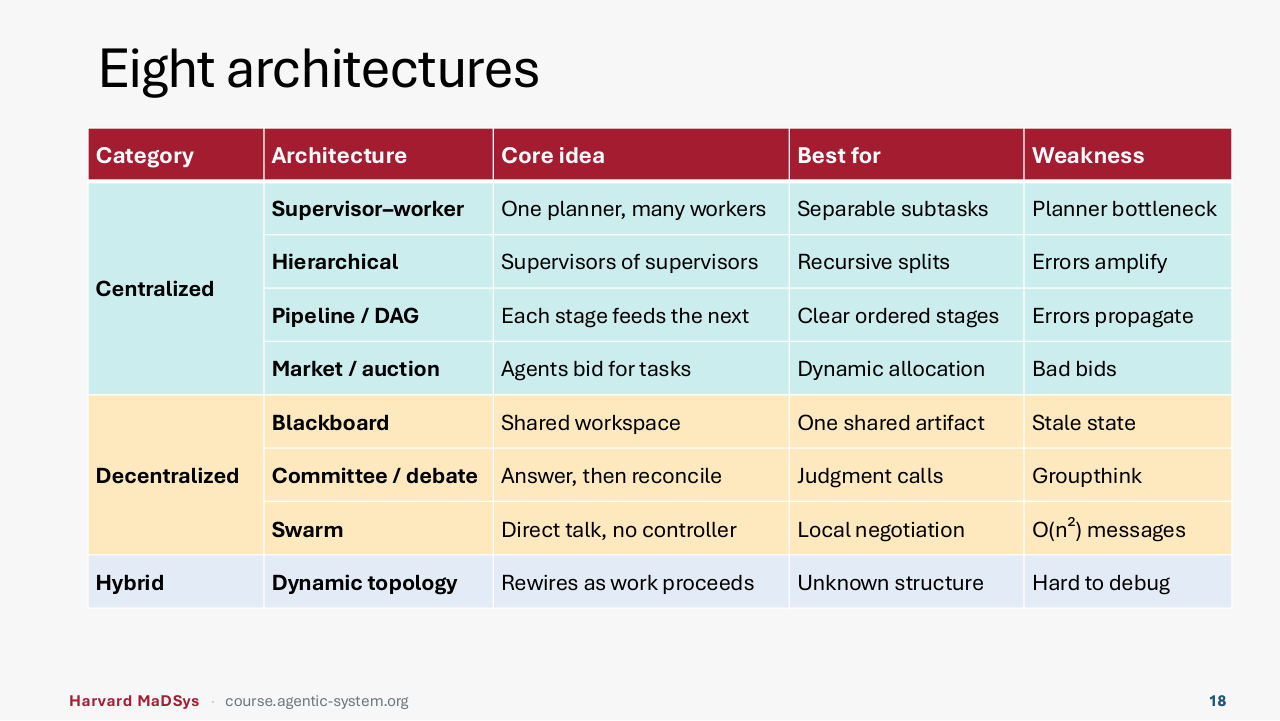 Eight architectures
Category Architecture Core idea Best for Weakness
Centralized
Supervisor–worker One planner, many workers Separable subtasks Planner bottleneck
Hierarchical Supervisors of supervisors Recursive splits Errors amplify
Pipeline / DAG Each stage feeds the next Clear ordered stages Errors propagate
Market / auction Agents bid for tasks Dynamic allocation Bad bids
Decentralized
Blackboard Shared workspace One shared artifact Stale state
Committee / debate Answer, then reconcile Judgment calls Groupthink
Swarm Direct talk, no controller Local negotiation O(n²) messages
Hybrid Dynamic topology Rewires as work proceeds Unknown structure Hard to debug
Harvard MaDSys · course.agentic-system.org 18